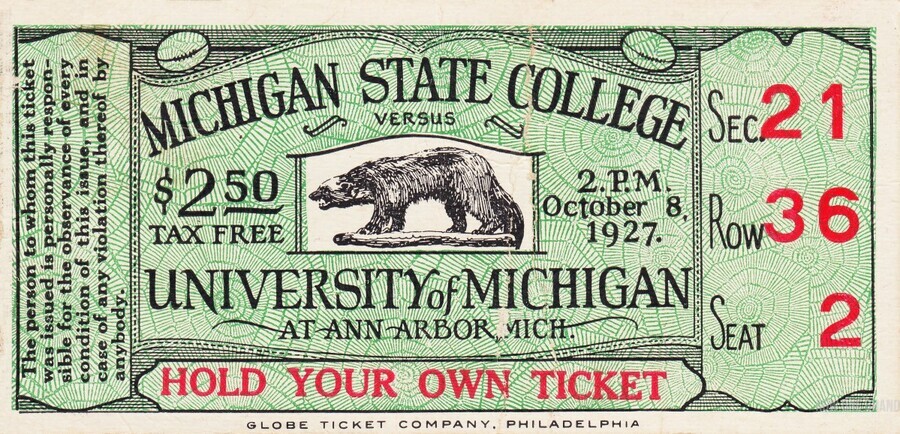 The person to whom this ticket
was issued is personally respon-
sible for the observance of every
condition of this issue, and in
case of any violation thereof by
anybody.
MICHIGAN STATE COLLEGE
VERSUS
$2.50
TAX FREE
2.P.M.
October 8,
1927.
UNIVERSITY of MICHIGAN
AT ANN ARBOR, MICH.
HOLD YOUR OWN TICKET
SEC. 21
ROW 36
SEAT 2
GLOBE TICKET COMPANY, PHILADELPHIA